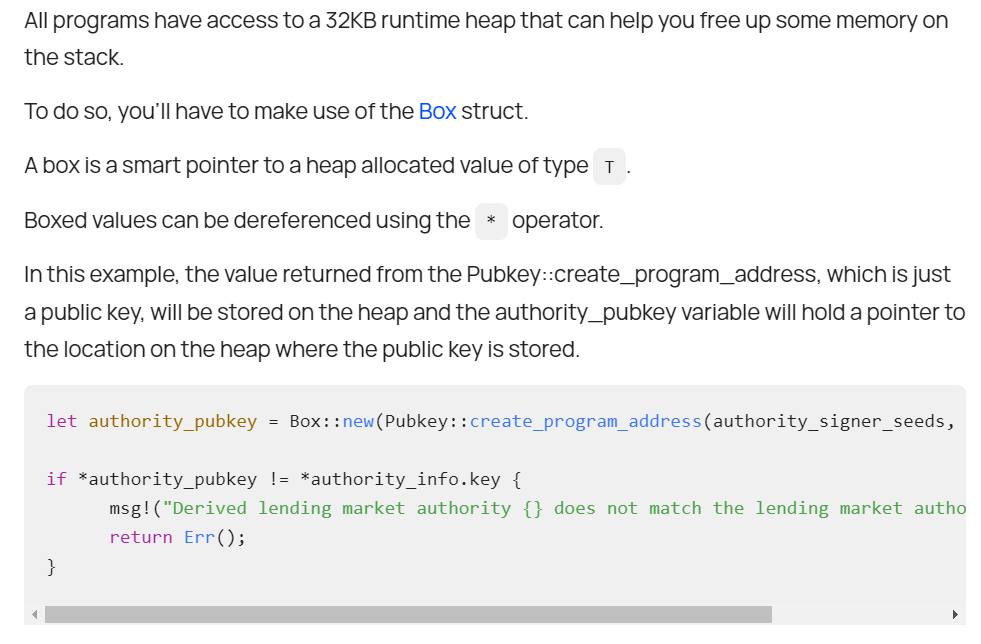 All programs have access to a 32KB runtime heap that can help you free up some memory on
the stack.
To do so, you'll have to make use of the Box struct.
A box is a smart pointer to a heap allocated value of type T.
Boxed values can be dereferenced using the * operator.
In this example, the value returned from the Pubkey::create_program_address, which is just
a public key, will be stored on the heap and the authority_pubkey variable will hold a pointer to
the location on the heap where the public key is stored.
let authority_pubkey = Box::new(Pubkey::create_program_address(authority_signer_seeds,
if *authority_pubkey != *authority_info.key {
msg!("Derived lending market authority {} does not match the lending market autho
return Err();
}